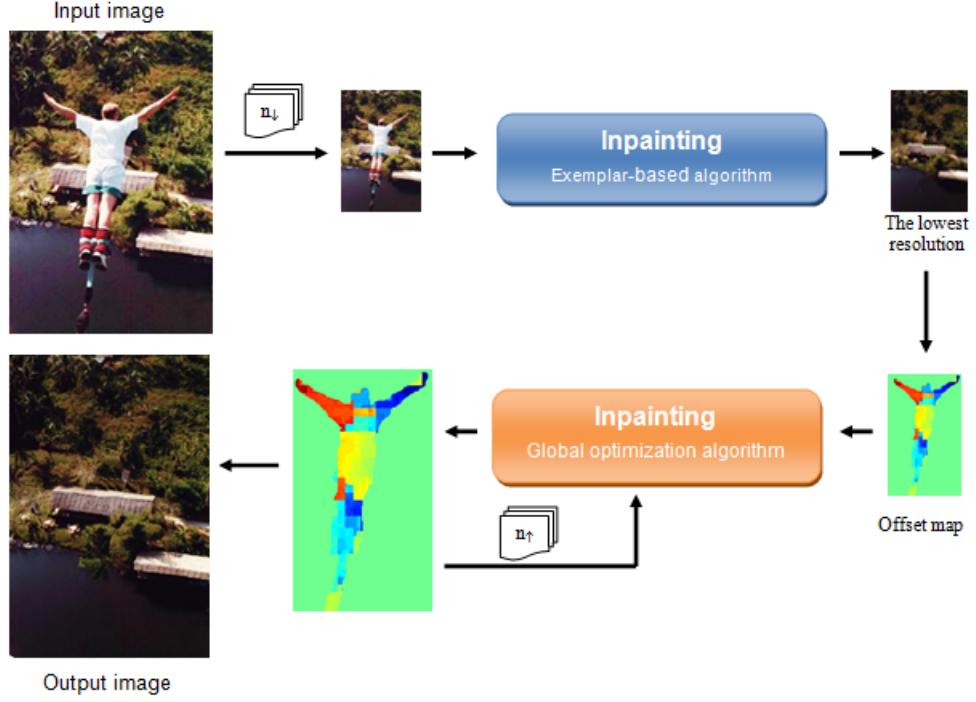 Input image
n↓
Inpainting
Exemplar-based algorithm
The lowest
resolution
Inpainting
Global optimization algorithm
n↑
Offset map
Output image